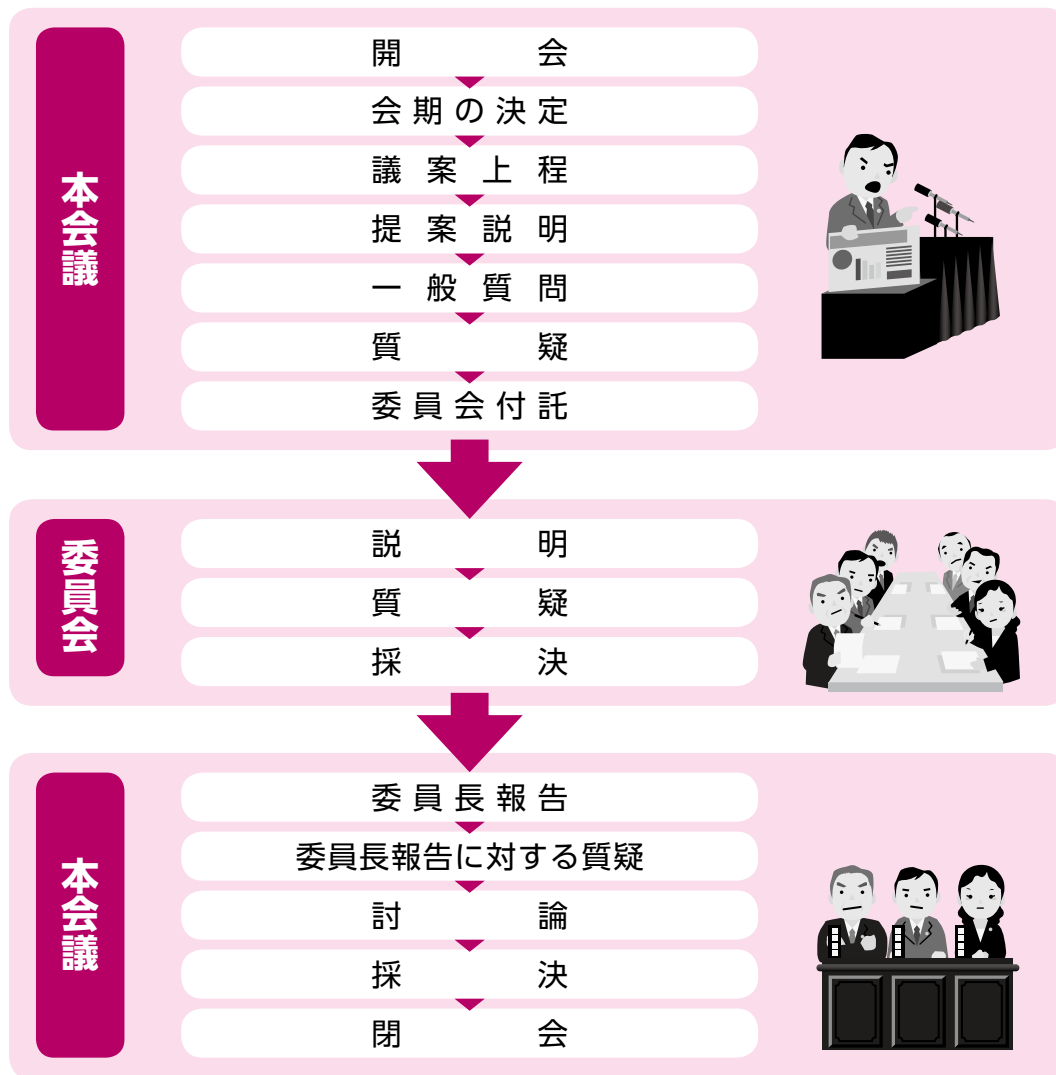 本会議
開会
会期の決定
議案上程
提案説明
一般質問
質疑
委員会付託
委員会
説明
質疑
採決
本会議
委員長報告
委員長報告に対する質疑
討論
採決
閉会